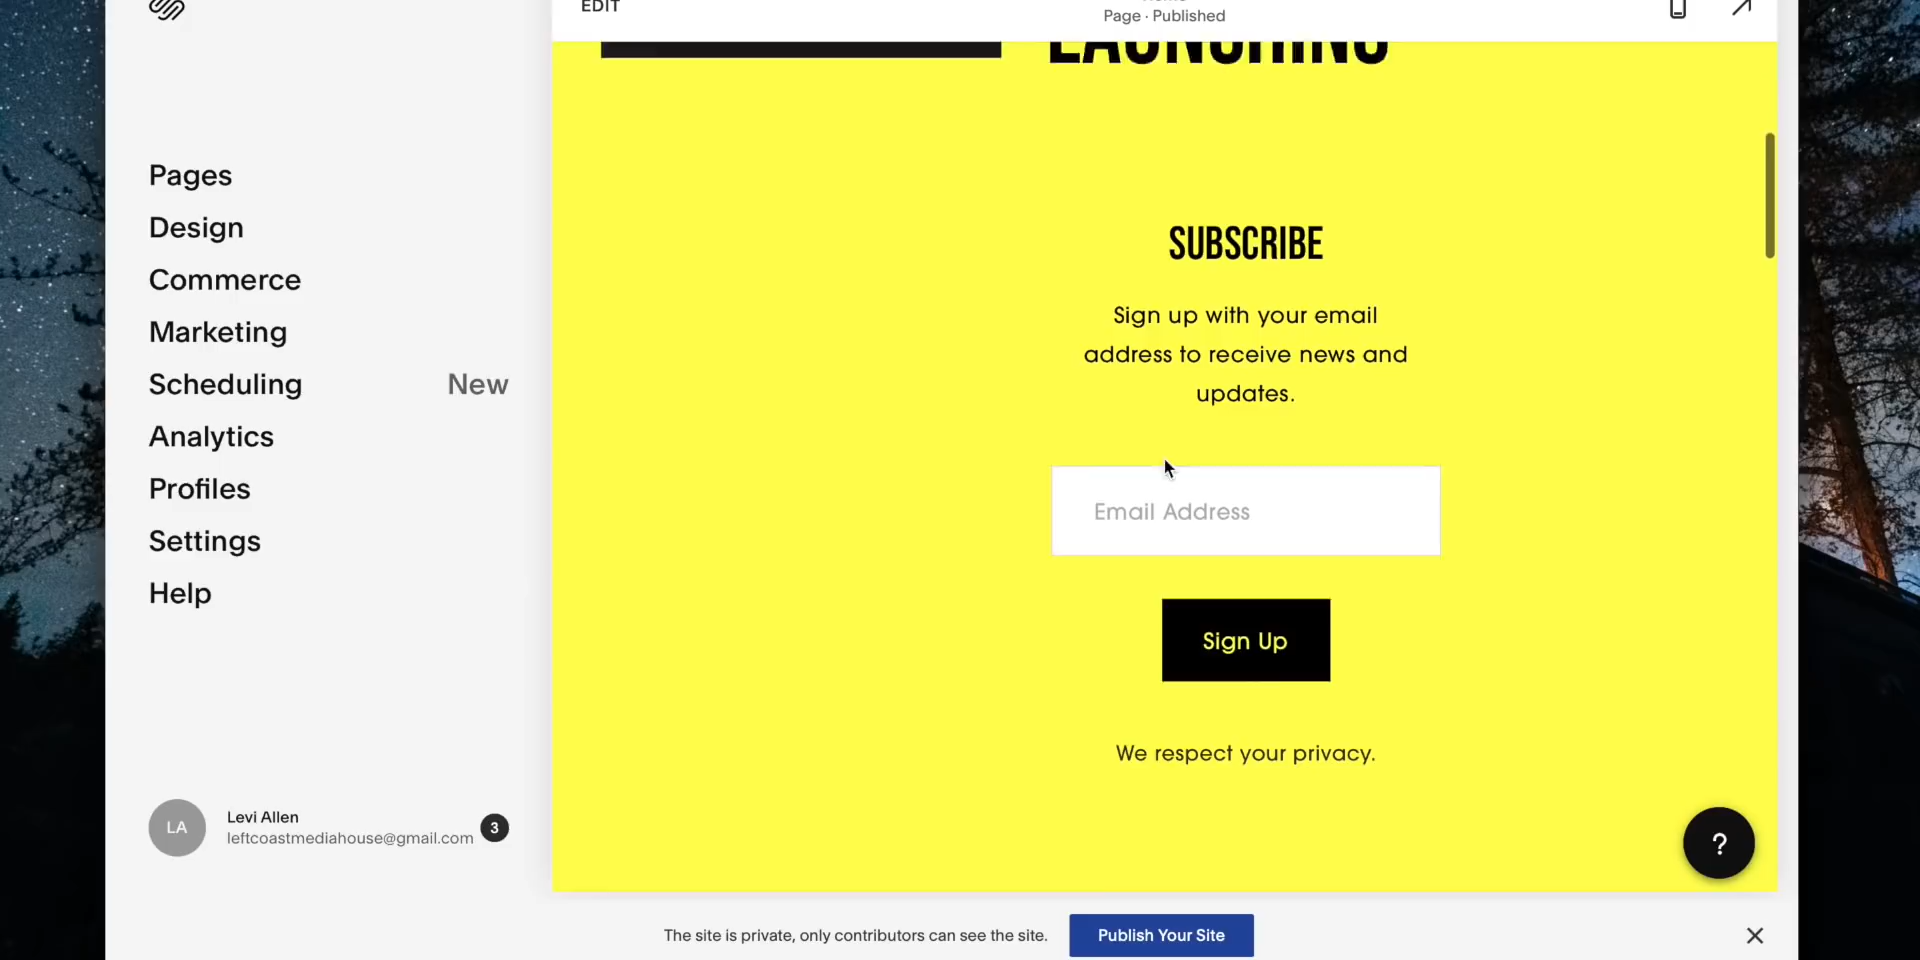 EDIT
Page · Published
LAUNCHING
Pages
Design
Commerce
Marketing
Scheduling New
Analytics
Profiles
Settings
Help
SUBSCRIBE
Sign up with your email
address to receive news and
updates.
Email Address
Sign Up
We respect your privacy.
LA
Levi Allen
leftcoastmediahouse@gmail.com
3
?
The site is private, only contributors can see the site.
Publish Your Site